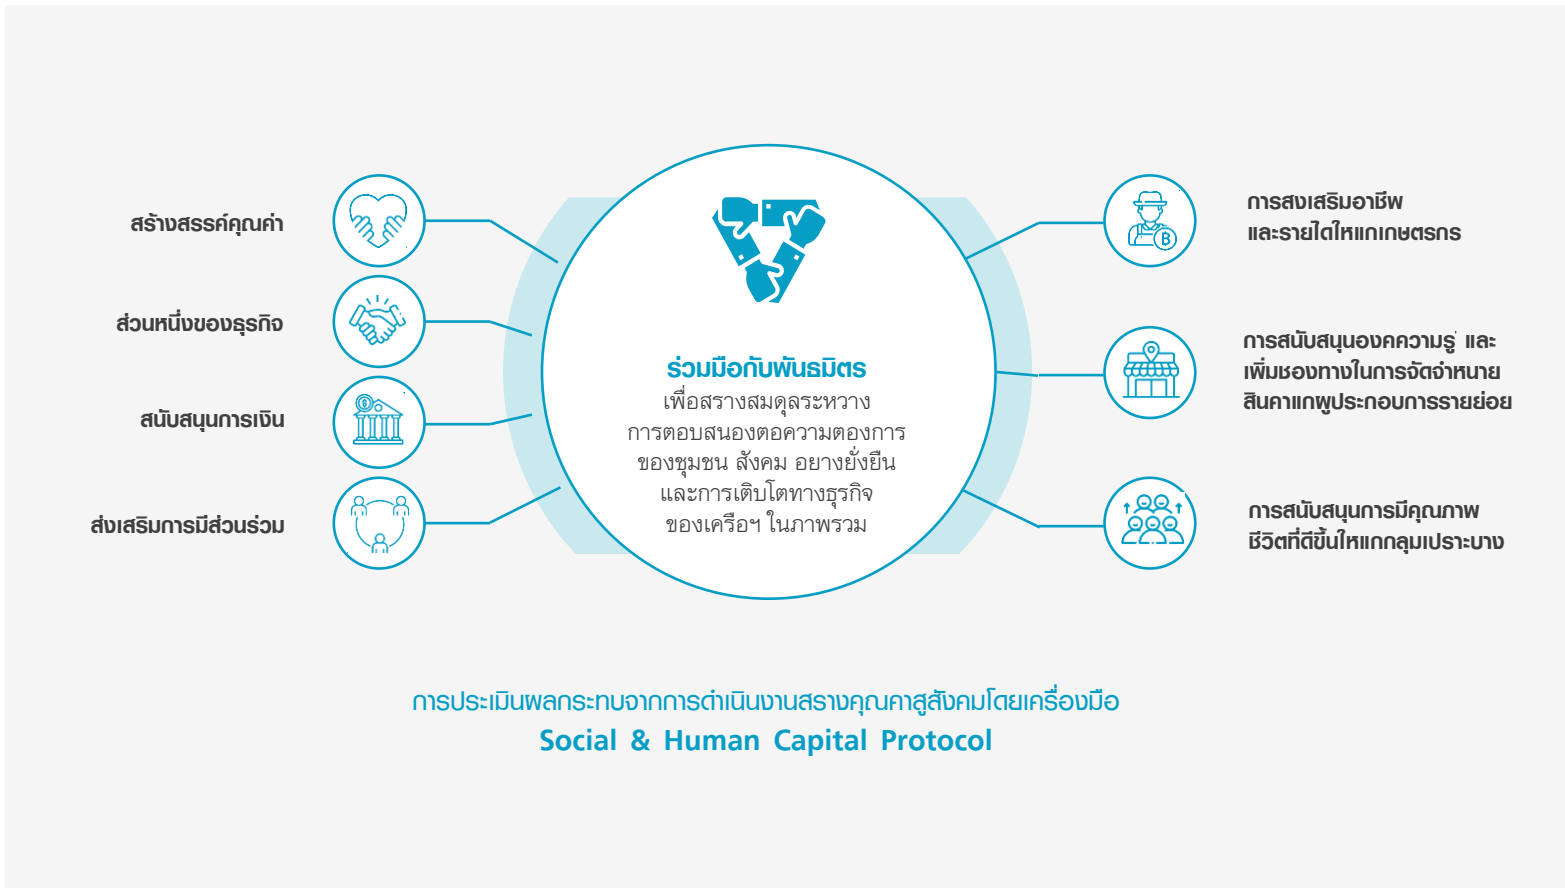 สร้างสรรค์คุณค่า
ส่วนหนึ่งของธุรกิจ
สนับสนุนการเงิน
ส่งเสริมการมีส่วนร่วม
ร่วมมือกับพันธมิตร
เพื่อสรางสมดุลระหวาง
การตอบสนองตอความตองการ
ของชุมชน สังคม อยางยั่งยืน
และการเติบโตทางธุรกิจ
ของเครือฯ ในภาพรวม
การสงเสริมอาชีพ
และรายไดใหแกเกษตรกร
การสนับสนุนองคความรู่ และ
เพิ่มชองทางในการจัดจำหนาย
สินคาแกผูประกอบการรายย่อย
การสนับสนุนการมีคุณภาพ
ชีวิตที่ดีขึ้นใหแกกลุมเปราะบาง
การประเมินผลกระทบจากการดำเนินงานสรางคุณคาสูสังคมโดยเครื่องมือ
Social & Human Capital Protocol